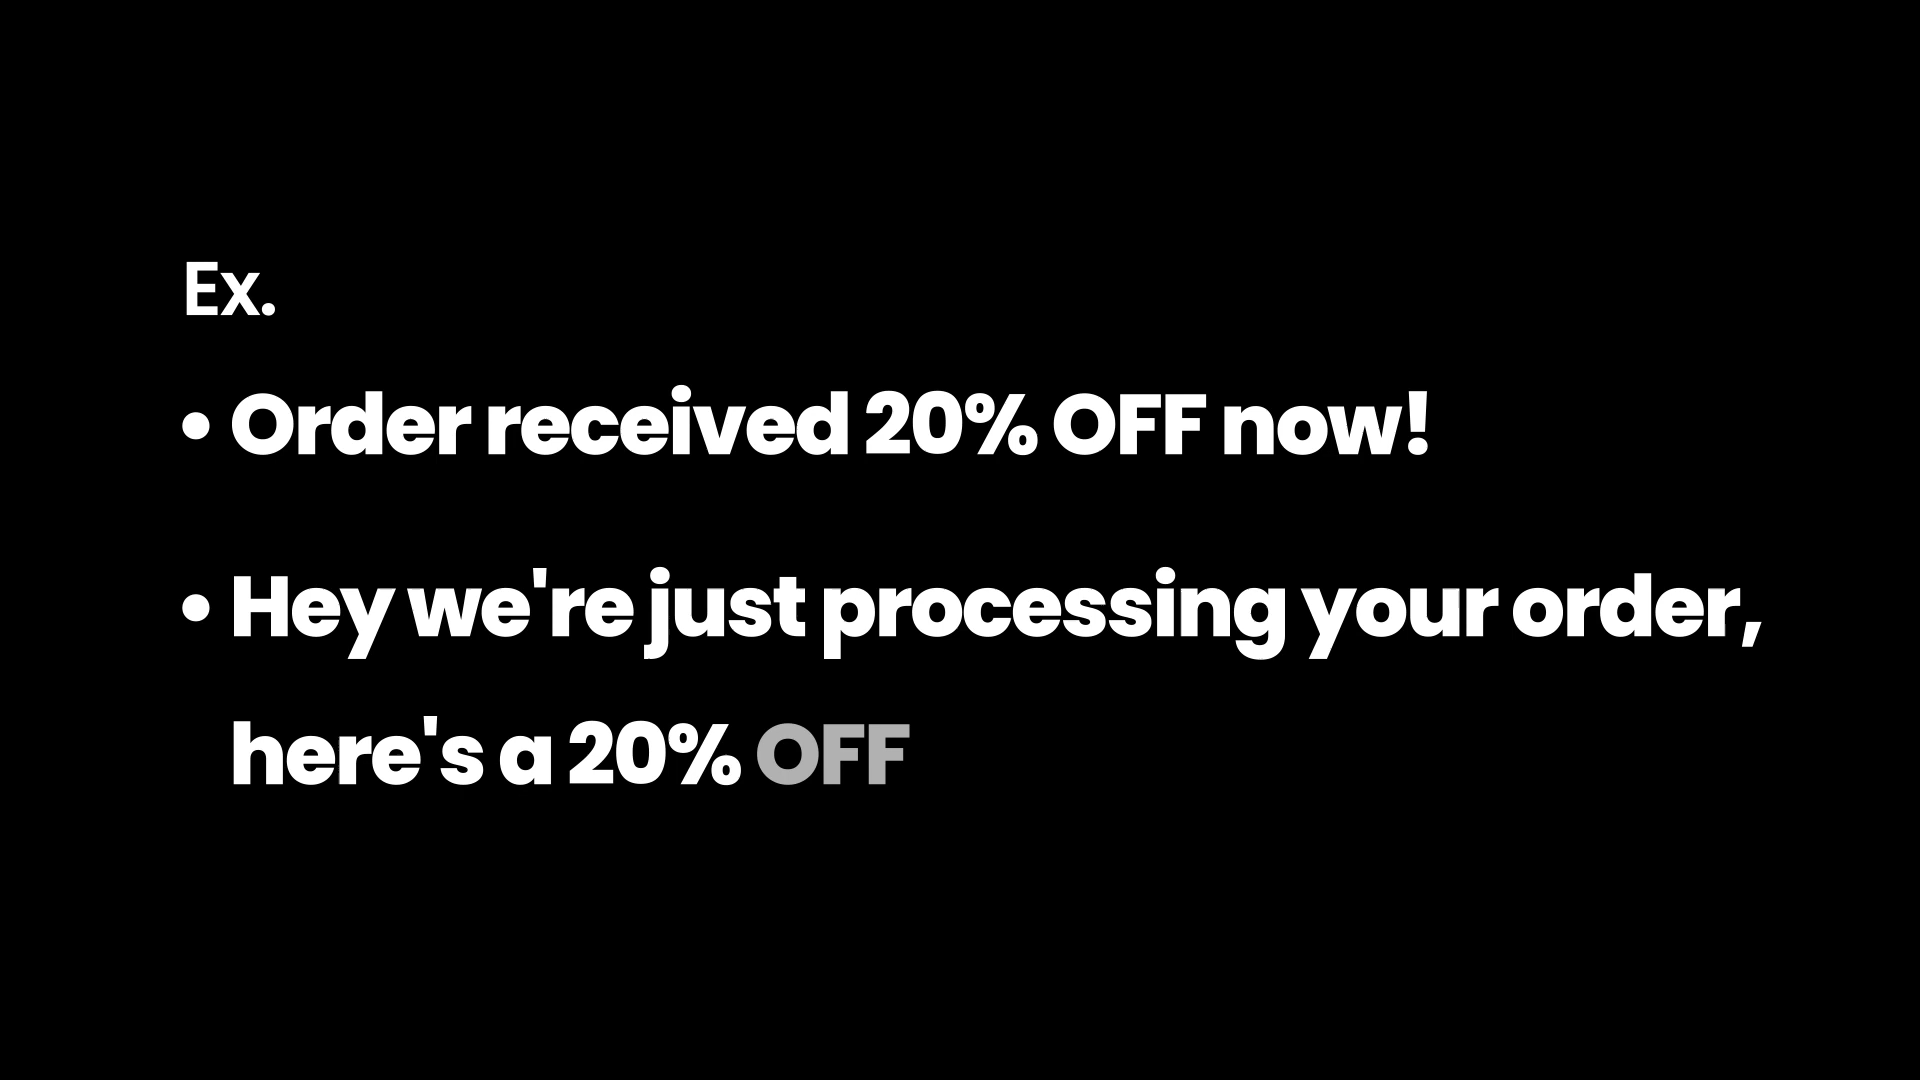 Ex.
• Order received 20% OFF now!
• Hey we're just processing your order,
here's a 20% OFF